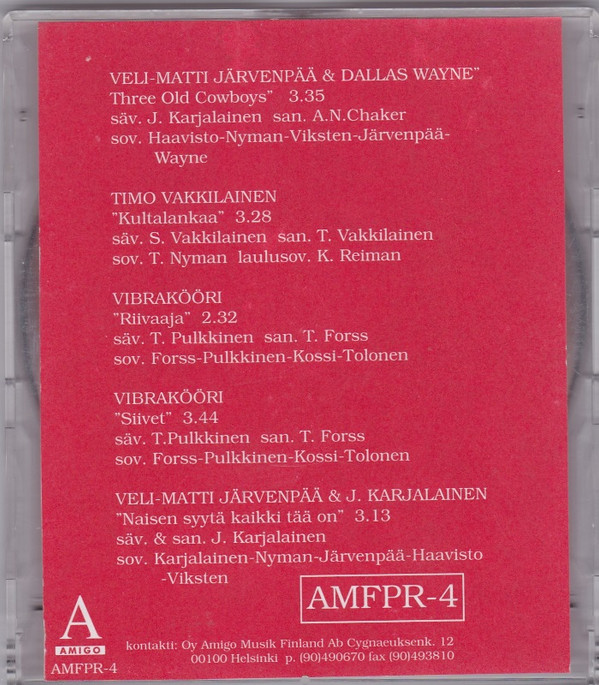 VELI-MATTI JÄRVENPÄÄ & DALLAS WAYNE”
Three Old Cowboys” 3.35
säv. J. Karjalainen san. A.N.Chaker
sov. Haavisto-Nyman-Viksten-Järvenpää-
Wayne
TIMO VAKKILAINEN
”Kultalankaa” 3.28
säv. S. Vakkilainen san. T. Vakkilainen
sov. T. Nyman laulusov. K. Reiman
VIBRAKÖÖRI
”Riivaaja” 2.32
säv. T. Pulkkinen san. T. Forss
sov. Forss-Pulkkinen-Kossi-Tolonen
VIBRAKÖÖRI
”Siivet” 3.44
säv. T.Pulkkinen san. T. Forss
sov. Forss-Pulkkinen-Kossi-Tolonen
VELI-MATTI JÄRVENPÄÄ & J. KARJALAINEN
”Naisen syytä kaikki tää on” 3.13
säv. & san. J. Karjalainen
sov. Karjalainen-Nyman-Järvenpää-Haavisto
-Viksten
AMFPR-4
A
AMIGO
AMFPR-4
kontakti: Oy Amigo Musik Finland Ab Cygnaeuksenk. 12
00100 Helsinki p. (90)490670 fax (90)493810